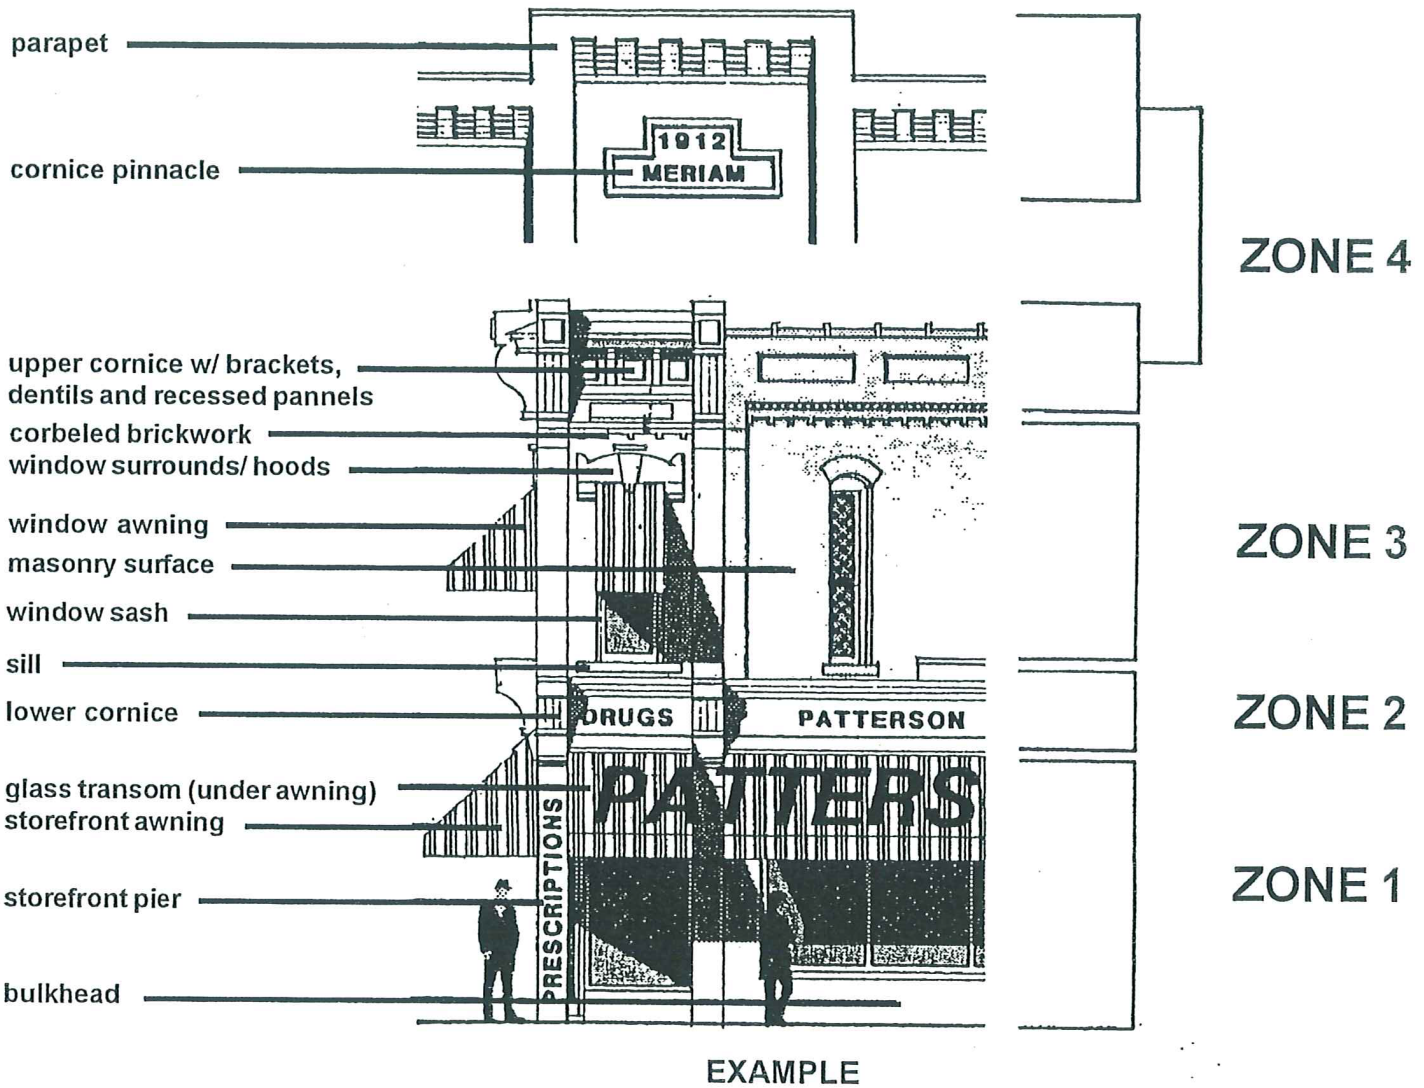 parapet
1912
MERIAM
cornice pinnacle
ZONE 4
upper cornice w/ brackets,
dentils and recessed pannels
corbeled brickwork
window surrounds/ hoods
window awning
masonry surface
ZONE 3
window sash
sill
lower cornice
DRUGS
PATTERSON
ZONE 2
glass transom (under awning)
storefront awning
PATTERS
PRESCRIPTIONS
storefront pier
ZONE 1
bulkhead
EXAMPLE